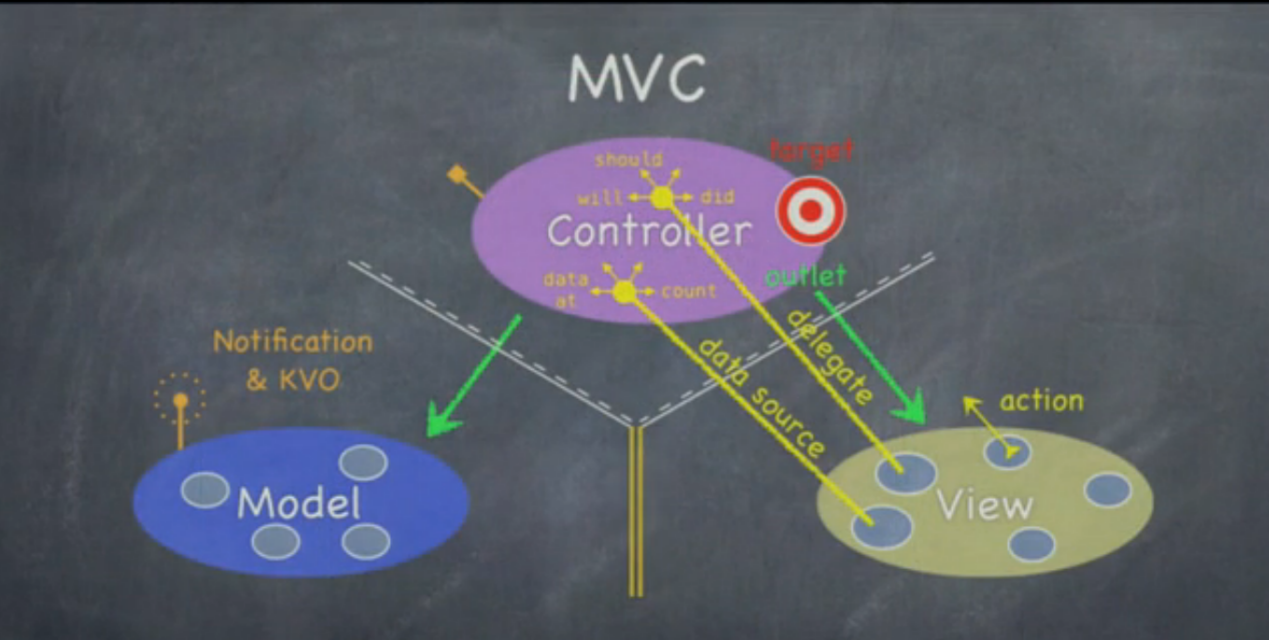 MVC
target
should
will
did
Controller
data
at
count
outlet
delegate
data source
Notification
& KVO
action
Model
View